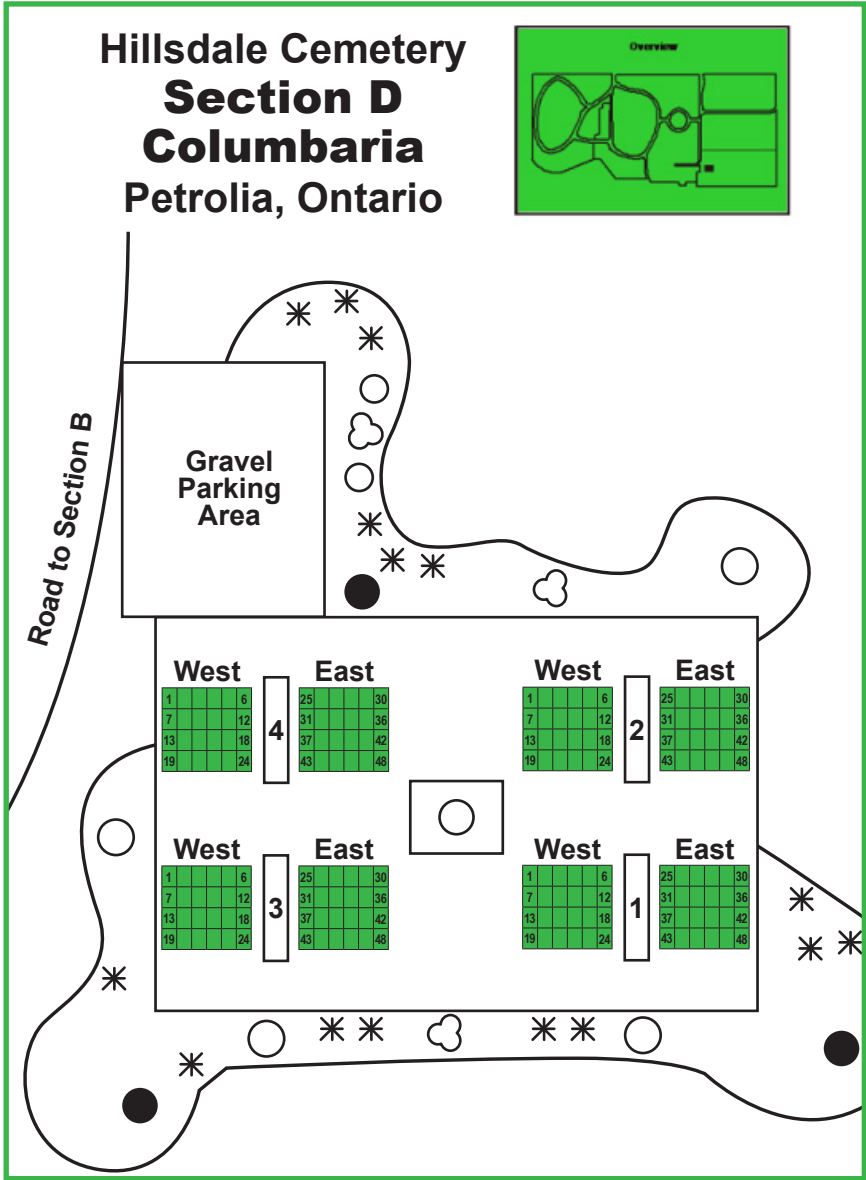 Hillsdale Cemetery
Section D
Columbaria
Petrolia, Ontario
Overview
Road to Section B
Gravel
Parking
Area
West East West East
1 6 25 30 1 6 25 30
7 12 31 36 7 12 31 36
4 2
13 18 37 42 13 18 37 42
19 24 43 48 19 24 43 48
West East West East
1 6 25 30 1 6 25 30
7 12 31 36 7 12 31 36
3 1
13 18 37 42 13 18 37 42
19 24 43 48 19 24 43 48